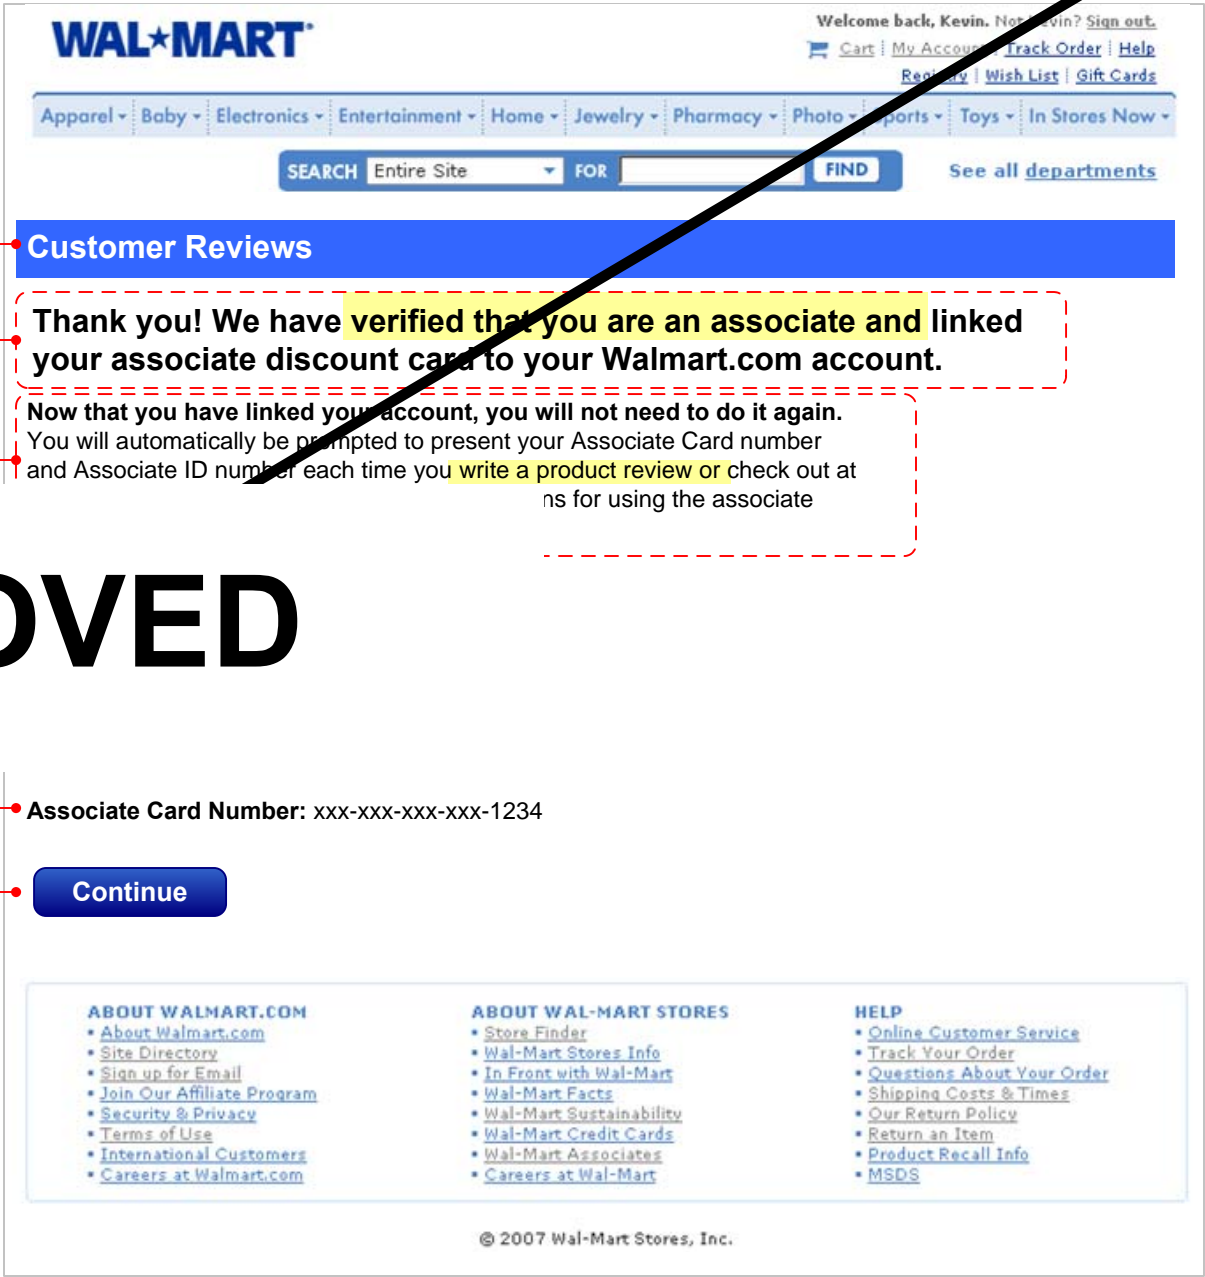 WAL★MART
Welcome back, Kevin. Not Kevin? Sign out.
Cart | My Account | Track Order | Help
Registry | Wish List | Gift Cards
Apparel Baby Electronics Entertainment Home Jewelry Pharmacy Photo Sports Toys In Stores Now
SEARCH Entire Site FOR FIND See all departments
Customer Reviews
Thank you! We have verified that you are an associate and linked
your associate discount card to your Walmart.com account.
Now that you have linked your account, you will not need to do it again.
You will automatically be prompted to present your Associate Card number
and Associate ID number each time you write a product review or check out at
ns for using the associate
OVED
Associate Card Number: xxx-xxx-xxx-xxx-1234
Continue
ABOUT WALMART.COM
• About Walmart.com
• Site Directory
• Sign up for Email
• Join Our Affiliate Program
• Security & Privacy
• Terms of Use
• International Customers
• Careers at Walmart.com
ABOUT WAL-MART STORES
• Store Finder
• Wal-Mart Stores Info
• In Front with Wal-Mart
• Wal-Mart Facts
• Wal-Mart Sustainability
• Wal-Mart Credit Cards
• Wal-Mart Associates
• Careers at Wal-Mart
HELP
• Online Customer Service
• Track Your Order
• Questions About Your Order
• Shipping Costs & Times
• Our Return Policy
• Return an Item
• Product Recall Info
• MSDS
© 2007 Wal-Mart Stores, Inc.